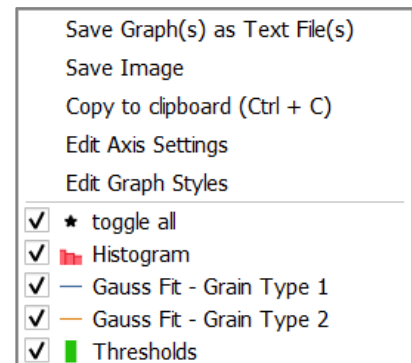 Save Graph(s) as Text File(s)
Save Image
Copy to clipboard (Ctrl + C)
Edit Axis Settings
Edit Graph Styles
toggle all
Histogram
Gauss Fit - Grain Type 1
Gauss Fit - Grain Type 2
Thresholds